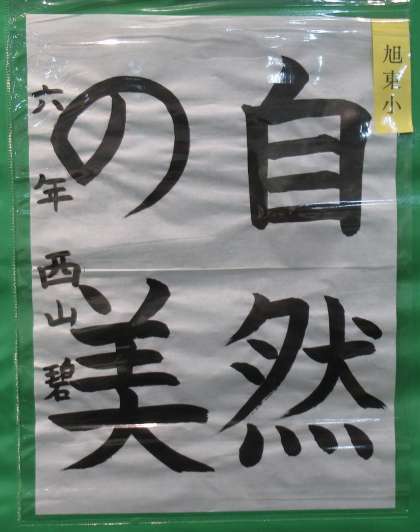 旭東小
自然
の美
六年 西山碧